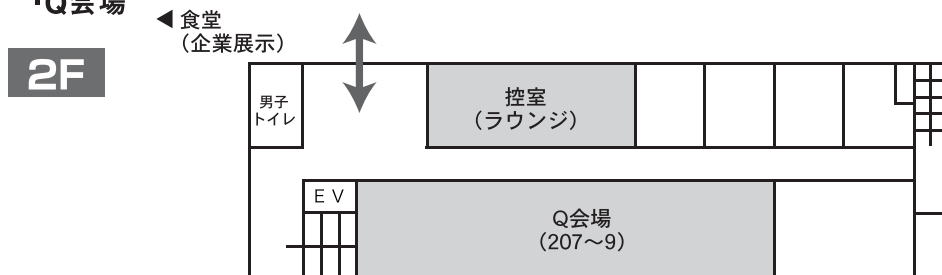 ・Q会場
◀ 食堂
（企業展示）
2F
男子
トイレ
控室
（ラウンジ）
EV
Q会場
（207～9）